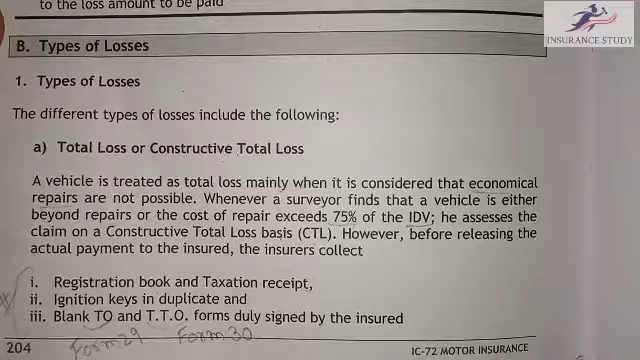 to the loss amount to be paid
INSURANCE STUDY
B. Types of Losses
1. Types of Losses
The different types of losses include the following:
a) Total Loss or Constructive Total Loss
A vehicle is treated as total loss mainly when it is considered that economical
repairs are not possible. Whenever a surveyor finds that a vehicle is either
beyond repairs or the cost of repair exceeds 75% of the IDV; he assesses the
claim on a Constructive Total Loss basis (CTL). However, before releasing the
actual payment to the insured, the insurers collect
i. Registration book and Taxation receipt,
ii. Ignition keys in duplicate and
iii. Blank TO and T.T.O. forms duly signed by the insured
Form29 Form30
204 IC-72 MOTOR INSURANCE